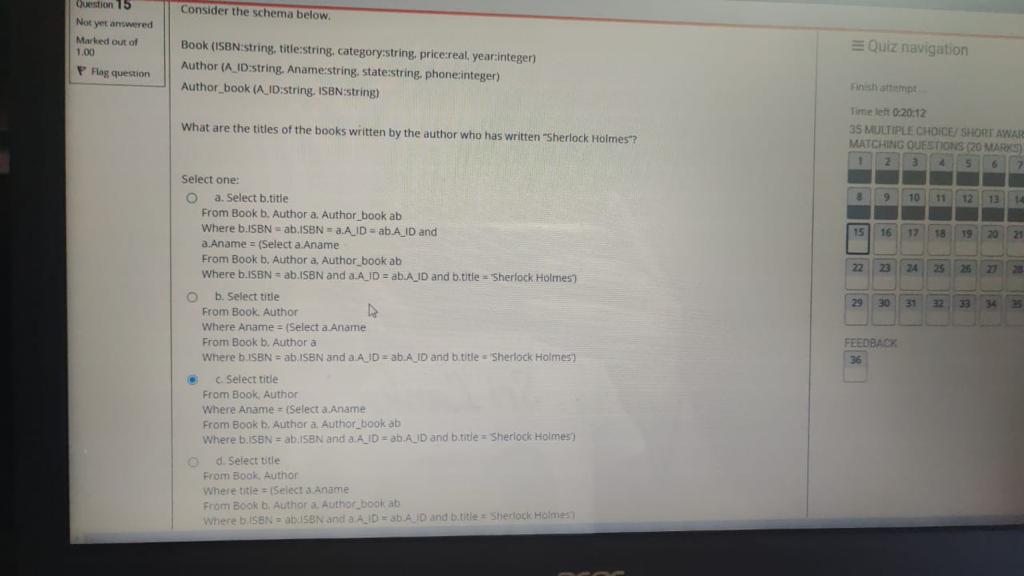 Question 15
Not yet answered
Marked out of
1.00
Flag question
Consider the schema below.
Book (ISBN:string, title:string, category:string, price:real, year:integer)
Author (A_ID:string, Aname:string, state:string, phone:integer)
Author_book (A_ID:string, ISBN:string)
What are the titles of the books written by the author who has written "Sherlock Holmes"?
Select one:
a. Select b.title
From Book b, Author a, Author_book ab
Where b.ISBN = ab.ISBN = a.A_ID = ab.A_ID and
a.Aname = (Select a.Aname
From Book b, Author a, Author_book ab
Where b.ISBN = ab.ISBN and a.A_ID = ab.A_ID and b.title = 'Sherlock Holmes')
b. Select title
From Book, Author
Where Aname = (Select a.Aname
From Book b, Author a
Where b.ISBN = ab.ISBN and a.A_ID = ab.A_ID and b.title = 'Sherlock Holmes')
c. Select title
From Book, Author
Where Aname = (Select a.Aname
From Book b, Author a, Author_book ab
Where b.ISBN = ab.ISBN and a.A_ID = ab.A_ID and b.title = 'Sherlock Holmes')
d. Select title
From Book, Author
Where title = (Select a.Aname
From Book b, Author a, Author_book ab
Where b.ISBN = ab.ISBN and a.A_ID = ab.A_ID and b.title = 'Sherlock Holmes')
Quiz navigation
Finish attempt ...
Time left 0:20:12
35 MULTIPLE CHOICE/ SHORT AWAR
MATCHING QUESTIONS (20 MARKS)
1 2 3 4 5 6 7
8 9 10 11 12 13 14
15 16 17 18 19 20 21
22 23 24 25 26 27 28
29 30 31 32 33 34 35
FEEDBACK
36